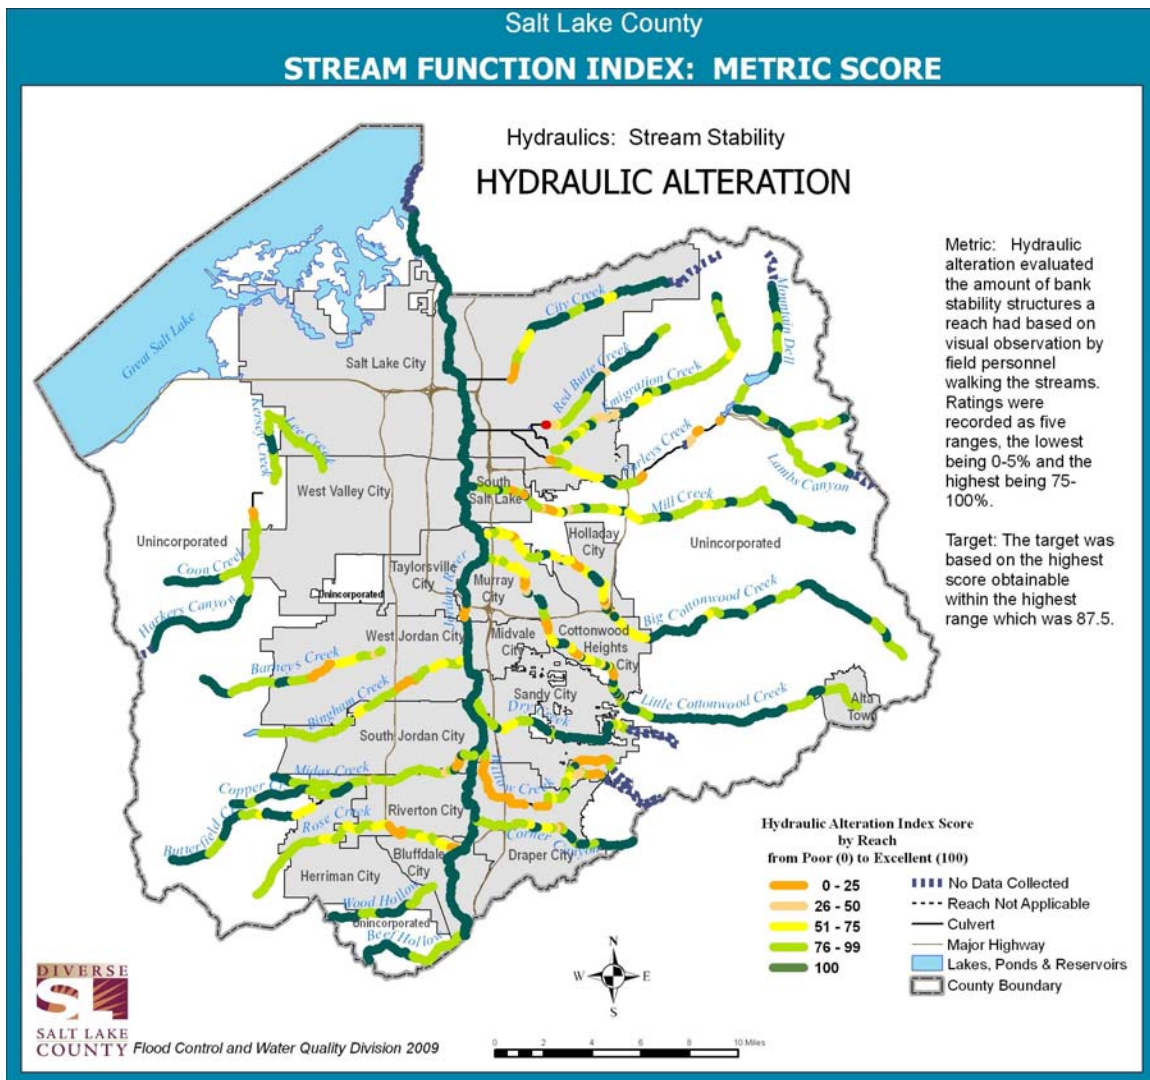 Salt Lake County
STREAM FUNCTION INDEX: METRIC SCORE
Hydraulics: Stream Stability
HYDRAULIC ALTERATION
Metric: Hydraulic
alteration evaluated
the amount of bank
stability structures a
reach had based on
visual observation by
field personnel
walking the streams.
Ratings were
recorded as five
ranges, the lowest
being 0-5% and the
highest being 75-
100%.
Target: The target was
based on the highest
score obtainable
within the highest
range which was 87.5.
Great Salt Lake
City Creek
Mountain Dell
Salt Lake City
Red Butte Creek
Emigration Creek
Kersey Creek
Lee Creek
Parleys Creek
Lambs Canyon
West Valley City
South
Salt Lake
Mill Creek
Unincorporated
Holladay
City
Unincorporated
Coon Creek
Taylorsville
City
Jordan River
Murray
City
Unincorporated
Harkers Canyon
Big Cottonwood Creek
West Jordan City
Midvale
City
Cottonwood
Heights
City
Barneys Creek
Bingham Creek
Sandy City
Little Cottonwood Creek
Alta
Town
Dry Creek
South Jordan City
Midas Creek
Willow Creek
Copper
Riverton City
Butterfield
Rose Creek
Corner Canyon
Bluffdale
City
Draper City
Herriman City
Wood Hollow
Unincorporated
Beef Hollow
Hydraulic Alteration Index Score
by Reach
from Poor (0) to Excellent (100)
0 - 25
26 - 50
51 - 75
76 - 99
100
No Data Collected
Reach Not Applicable
Culvert
Major Highway
Lakes, Ponds & Reservoirs
County Boundary
N
W E
S
DIVERSE
SL
SALT LAKE
COUNTY
Flood Control and Water Quality Division 2009
0 2 4 6 8 10 Miles